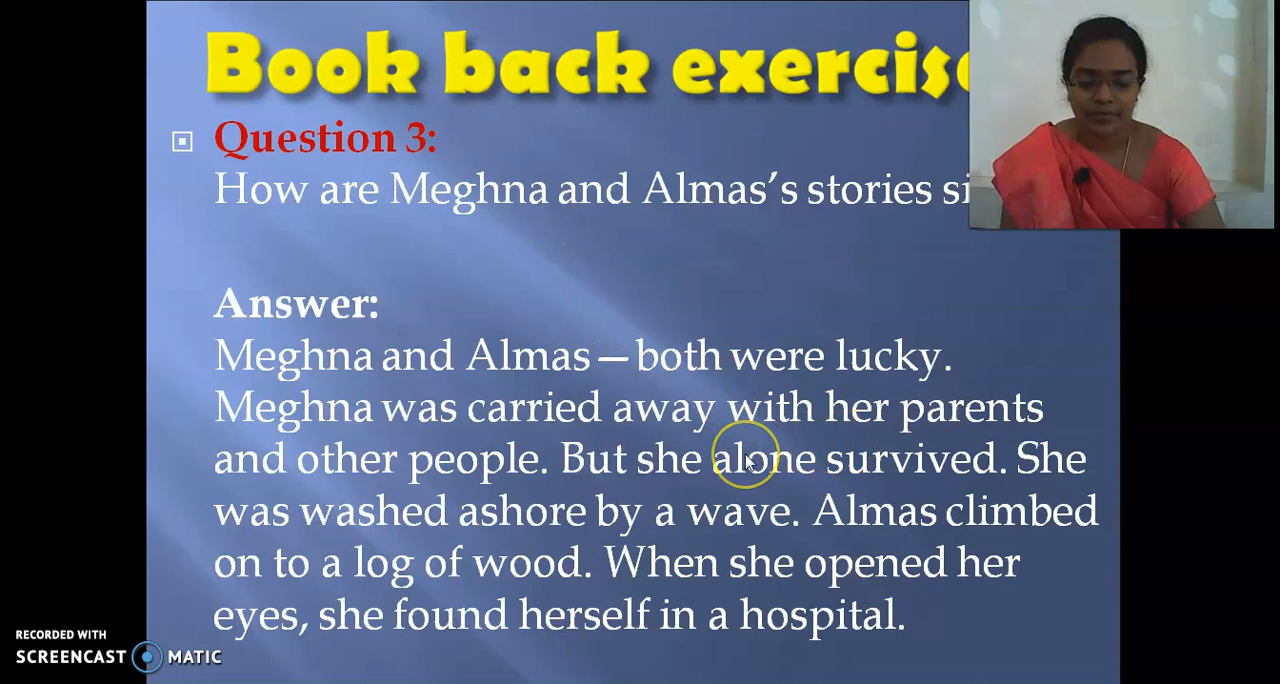 Book back exercis
Question 3:
How are Meghna and Almas’s stories si
Answer:
Meghna and Almas—both were lucky.
Meghna was carried away with her parents
and other people. But she alone survived. She
was washed ashore by a wave. Almas climbed
on to a log of wood. When she opened her
eyes, she found herself in a hospital.
RECORDED WITH
SCREENCAST MATIC